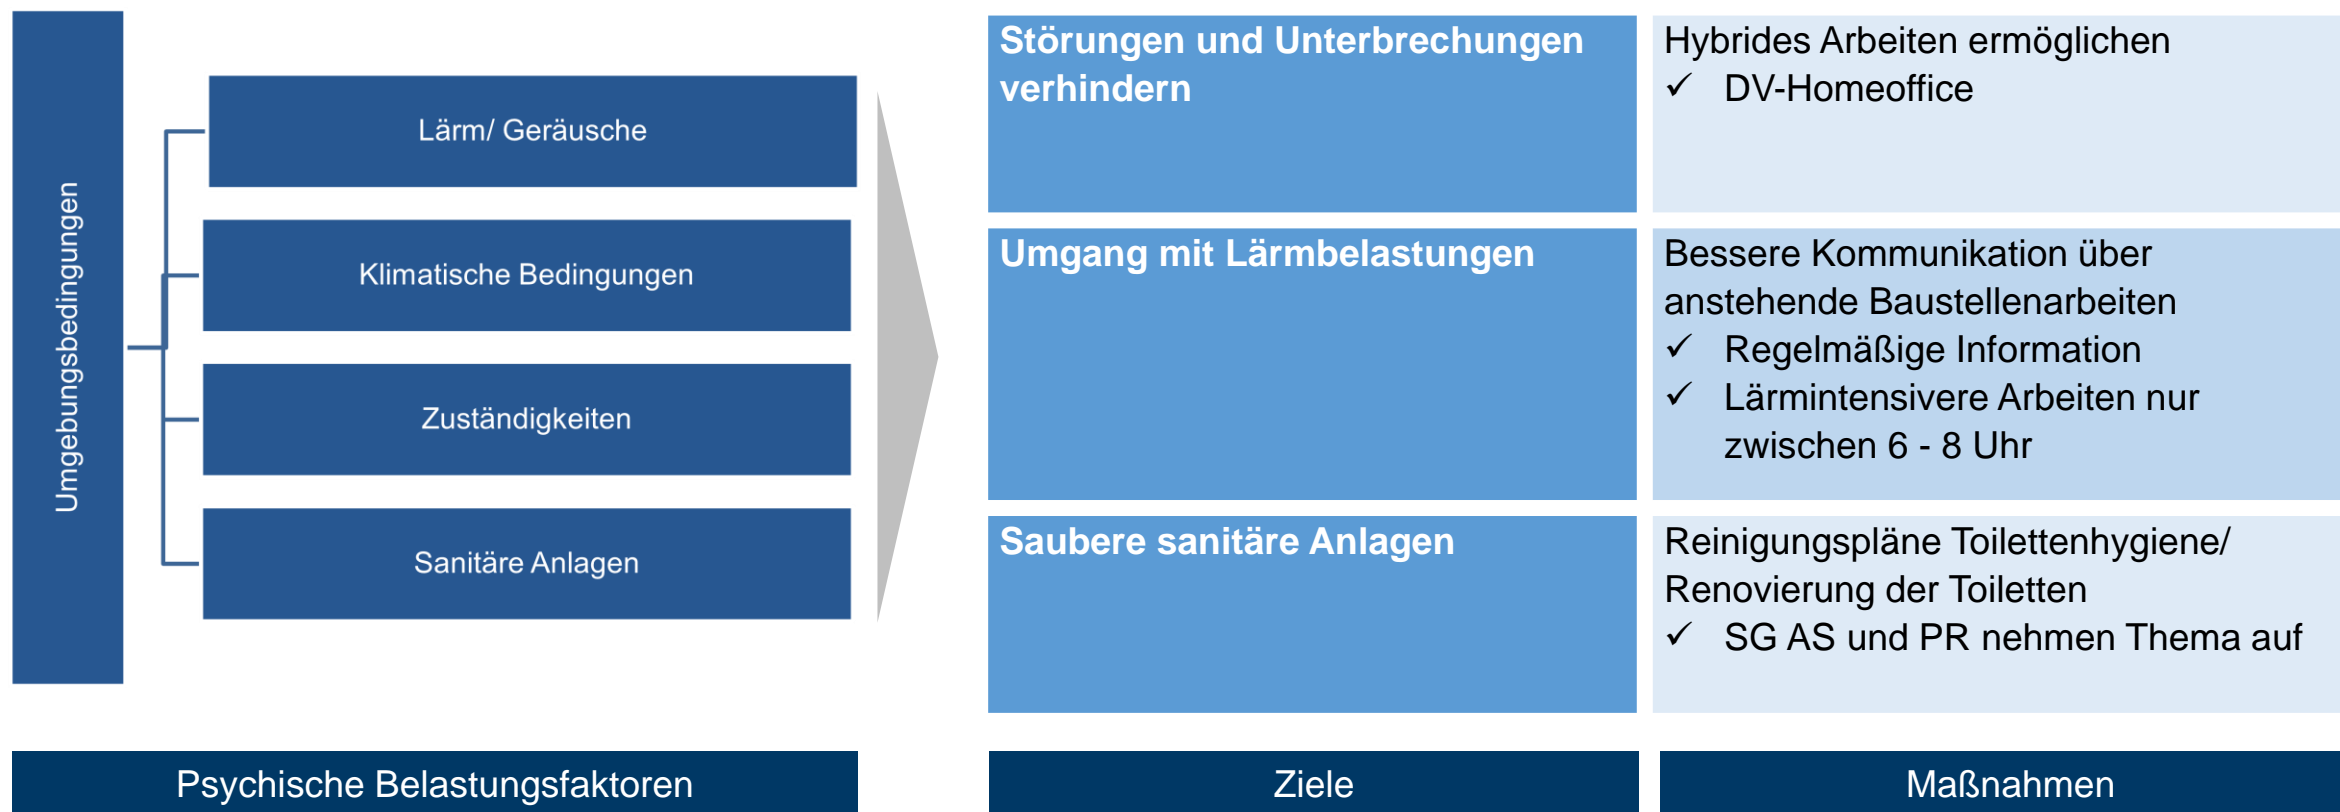 Umgebungsbedingungen
Lärm/ Geräusche
Klimatische Bedingungen
Zuständigkeiten
Sanitäre Anlagen
Störungen und Unterbrechungen
verhindern
Hybrides Arbeiten ermöglichen
✓ DV-Homeoffice
Umgang mit Lärmbelastungen
Bessere Kommunikation über
anstehende Baustellenarbeiten
✓ Regelmäßige Information
✓ Lärmintensivere Arbeiten nur
zwischen 6 - 8 Uhr
Saubere sanitäre Anlagen
Reinigungspläne Toilettenhygiene/
Renovierung der Toiletten
✓ SG AS und PR nehmen Thema auf
Psychische Belastungsfaktoren
Ziele
Maßnahmen